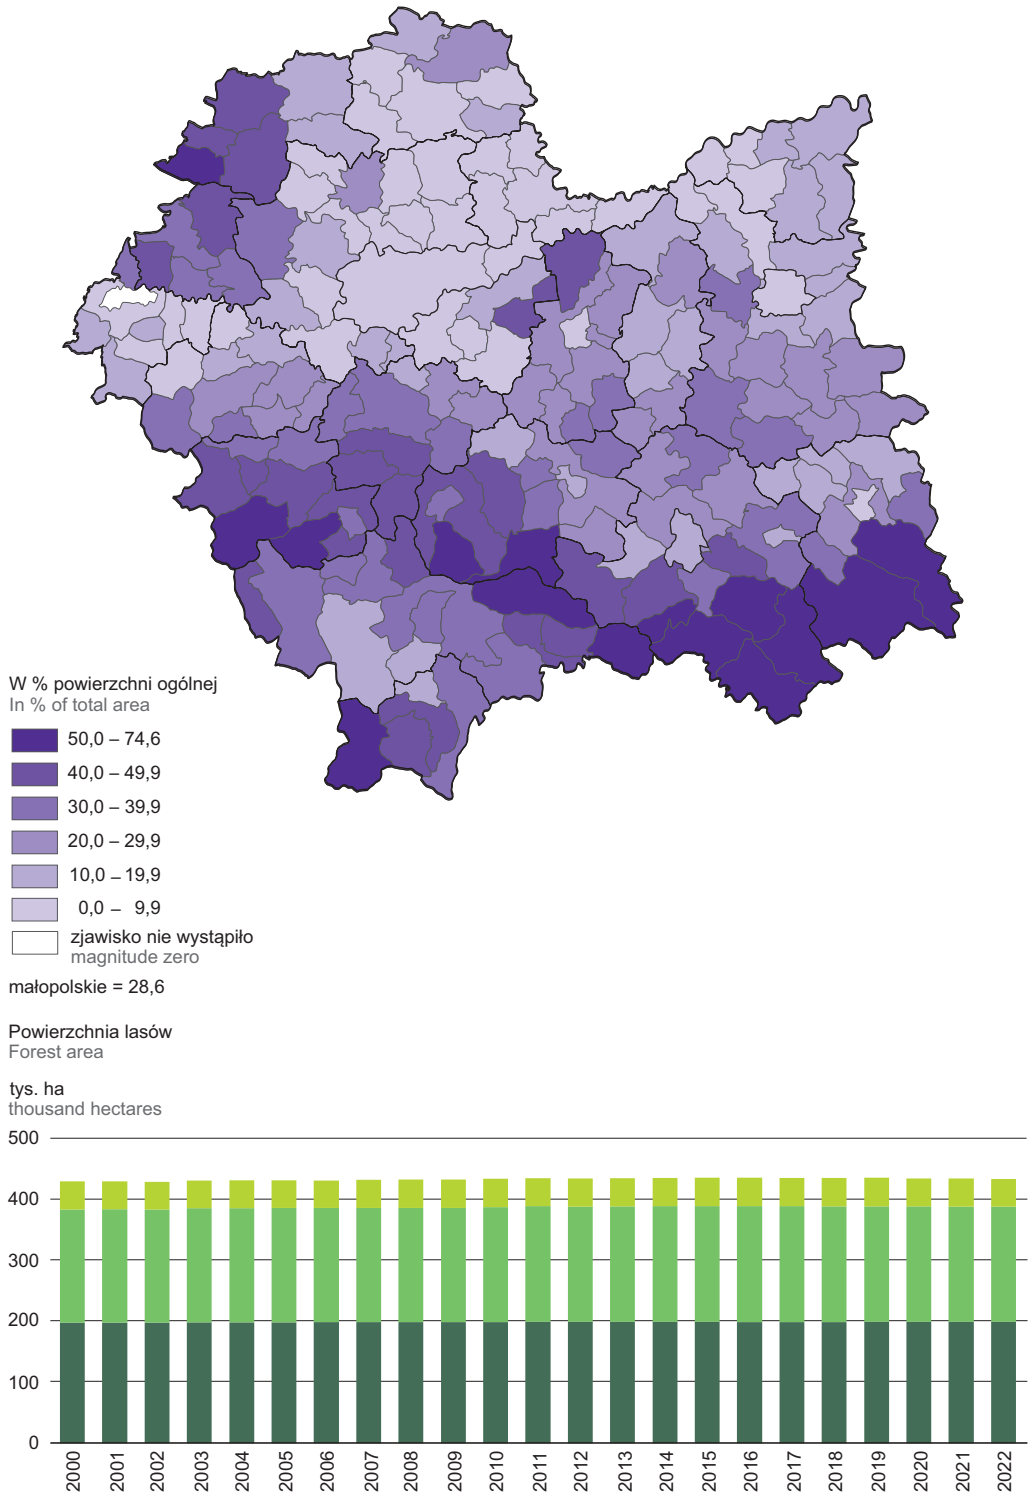 W % powierzchni ogólnej
In % of total area
50,0 – 74,6
40,0 – 49,9
30,0 – 39,9
20,0 – 29,9
10,0 – 19,9
0,0 – 9,9
zjawisko nie wystąpiło
magnitude zero
małopolskie = 28,6
Powierzchnia lasów
Forest area
tys. ha
thousand hectares
500
400
300
200
100
0
2000 2001 2002 2003 2004 2005 2006 2007 2008 2009 2010 2011 2012 2013 2014 2015 2016 2017 2018 2019 2020 2021 2022